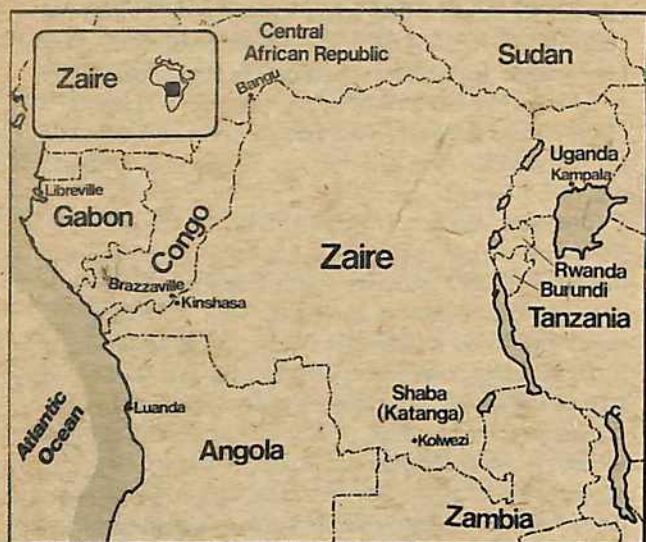 Central
African Republic
Sudan
Zaire
Bangu
Uganda
Kampala
Libreville
Gabon
Congo
Zaire
Rwanda
Burundi
Brazzaville
Kinshasa
Tanzania
Shaba
(Katanga)
Luanda
Kolwezi
Atlantic
Ocean
Angola
Zambia